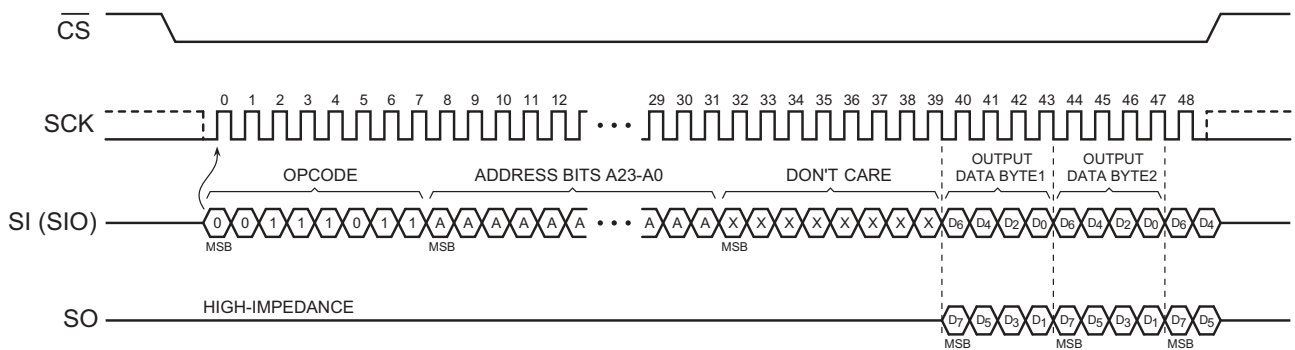 CS
0 1 2 3 4 5 6 7 8 9 10 11 12 29 30 31 32 33 34 35 36 37 38 39 40 41 42 43 44 45 46 47 48
SCK
• • •
OPCODE
ADDRESS BITS A23-A0
DON'T CARE
OUTPUT
DATA BYTE1
OUTPUT
DATA BYTE2
SI (SIO)
0 0 1 1 1 0 1 1 A A A A A A • • • A A A X X X X X X X X D6 D4 D2 D0 D6 D4 D2 D0 D6 D4
MSB MSB MSB
HIGH-IMPEDANCE
SO
D7 D5 D3 D1 D7 D5 D3 D1 D7 D5
MSB MSB MSB